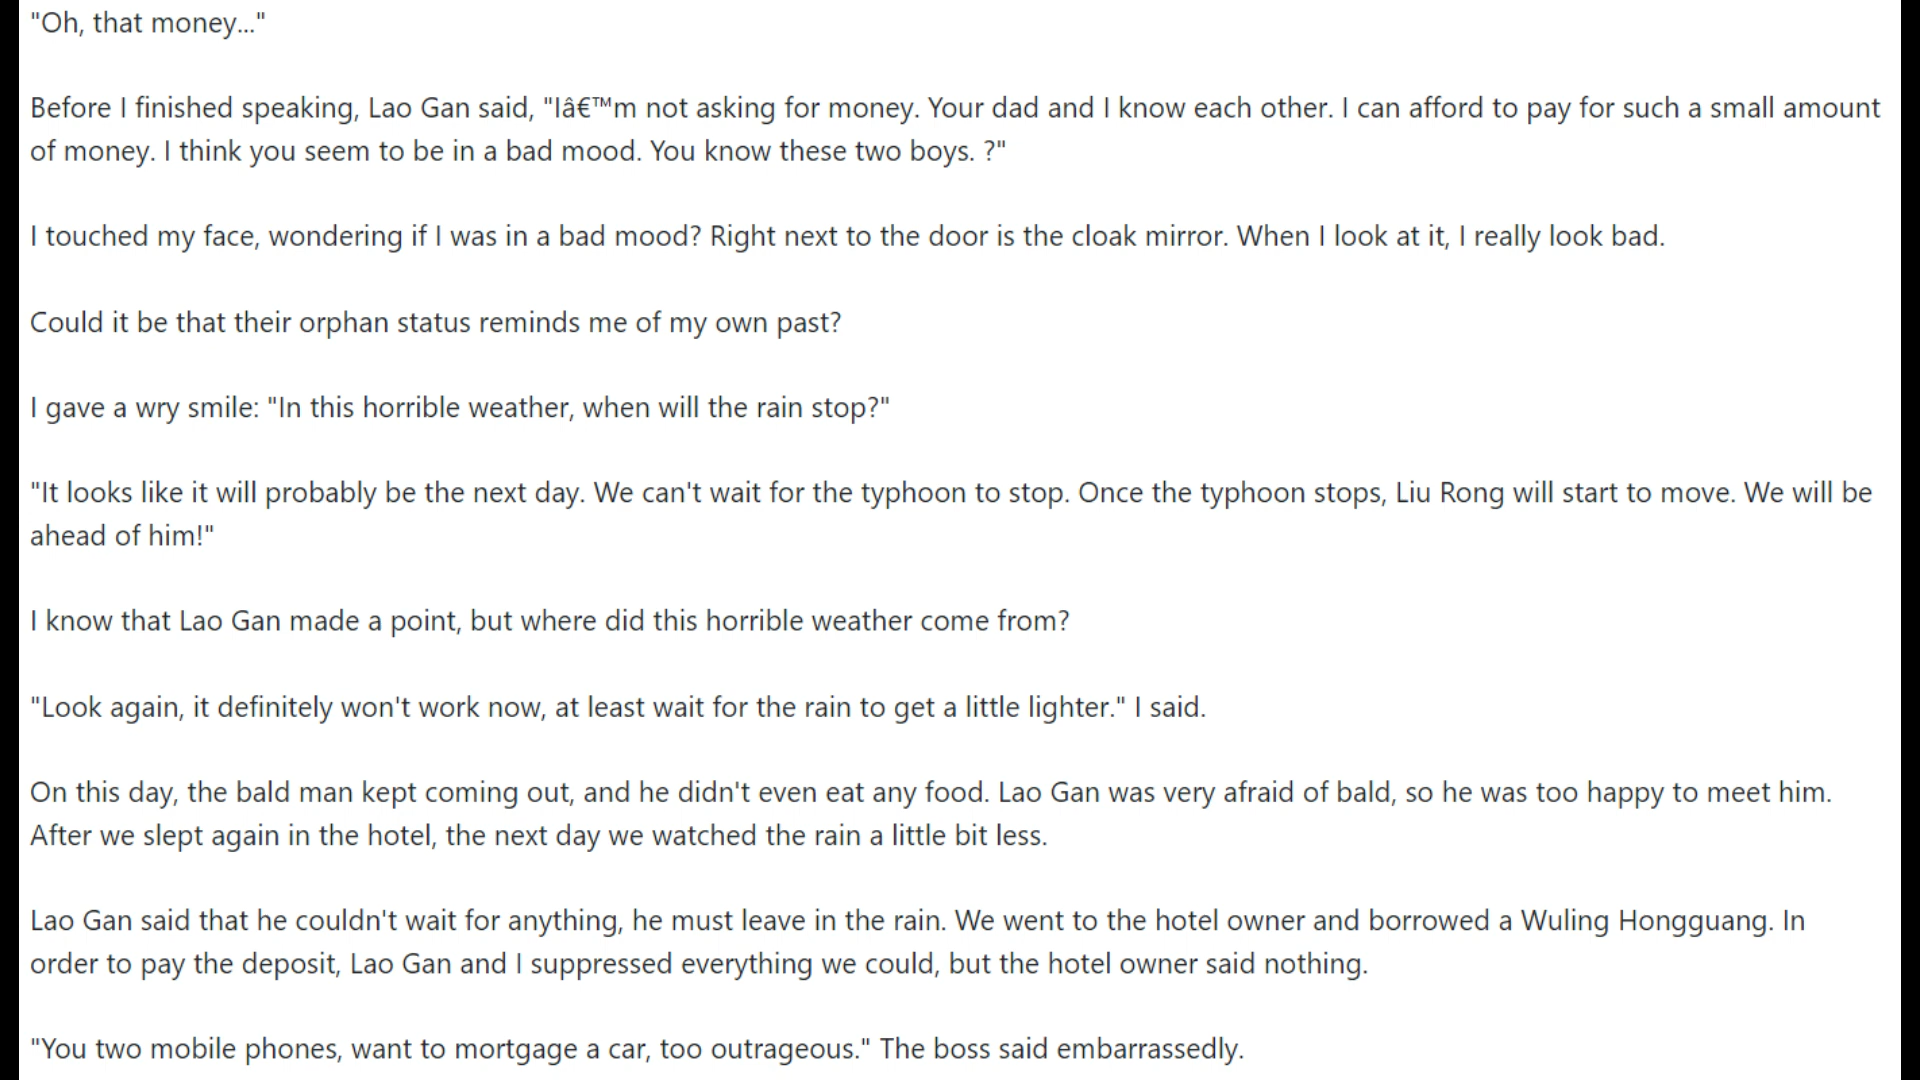 "Oh, that money..."
Before I finished speaking, Lao Gan said, "Iâ€™m not asking for money. Your dad and I know each other. I can afford to pay for such a small amount
of money. I think you seem to be in a bad mood. You know these two boys. ?"
I touched my face, wondering if I was in a bad mood? Right next to the door is the cloak mirror. When I look at it, I really look bad.
Could it be that their orphan status reminds me of my own past?
I gave a wry smile: "In this horrible weather, when will the rain stop?"
"It looks like it will probably be the next day. We can't wait for the typhoon to stop. Once the typhoon stops, Liu Rong will start to move. We will be
ahead of him!"
I know that Lao Gan made a point, but where did this horrible weather come from?
"Look again, it definitely won't work now, at least wait for the rain to get a little lighter." I said.
On this day, the bald man kept coming out, and he didn't even eat any food. Lao Gan was very afraid of bald, so he was too happy to meet him.
After we slept again in the hotel, the next day we watched the rain a little bit less.
Lao Gan said that he couldn't wait for anything, he must leave in the rain. We went to the hotel owner and borrowed a Wuling Hongguang. In
order to pay the deposit, Lao Gan and I suppressed everything we could, but the hotel owner said nothing.
"You two mobile phones, want to mortgage a car, too outrageous." The boss said embarrassedly.